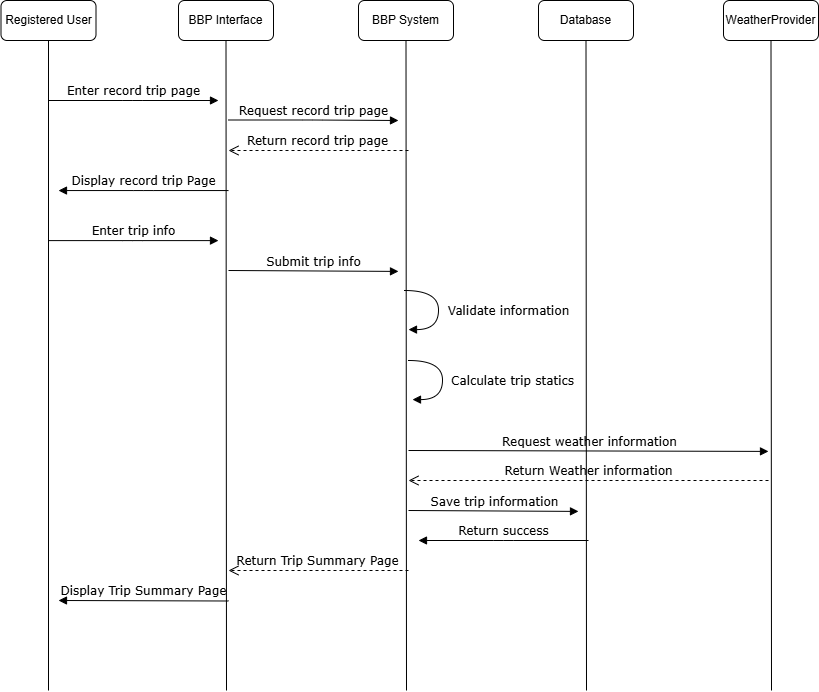 Registered User
BBP Interface
BBP System
Database
WeatherProvider
Enter record trip page
Request record trip page
Return record trip page
Display record trip Page
Enter trip info
Submit trip info
Validate information
Calculate trip statics
Request weather information
Return Weather information
Save trip information
Return success
Return Trip Summary Page
Display Trip Summary Page